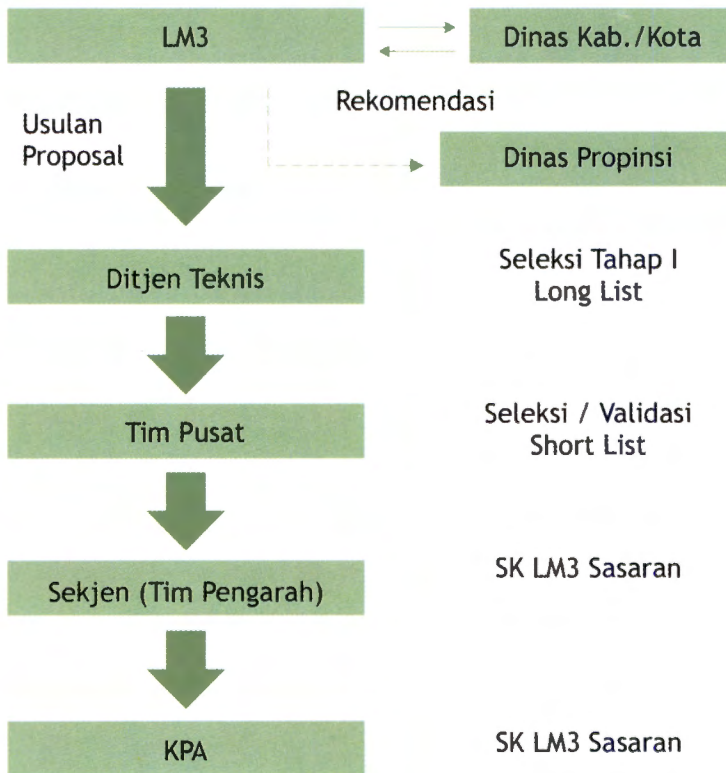 LM3
Dinas Kab./Kota
Rekomendasi
Usulan
Proposal
Dinas Propinsi
Ditjen Teknis
Seleksi Tahap I
Long List
Tim Pusat
Seleksi / Validasi
Short List
Sekjen (Tim Pengarah)
SK LM3 Sasaran
KPA
SK LM3 Sasaran